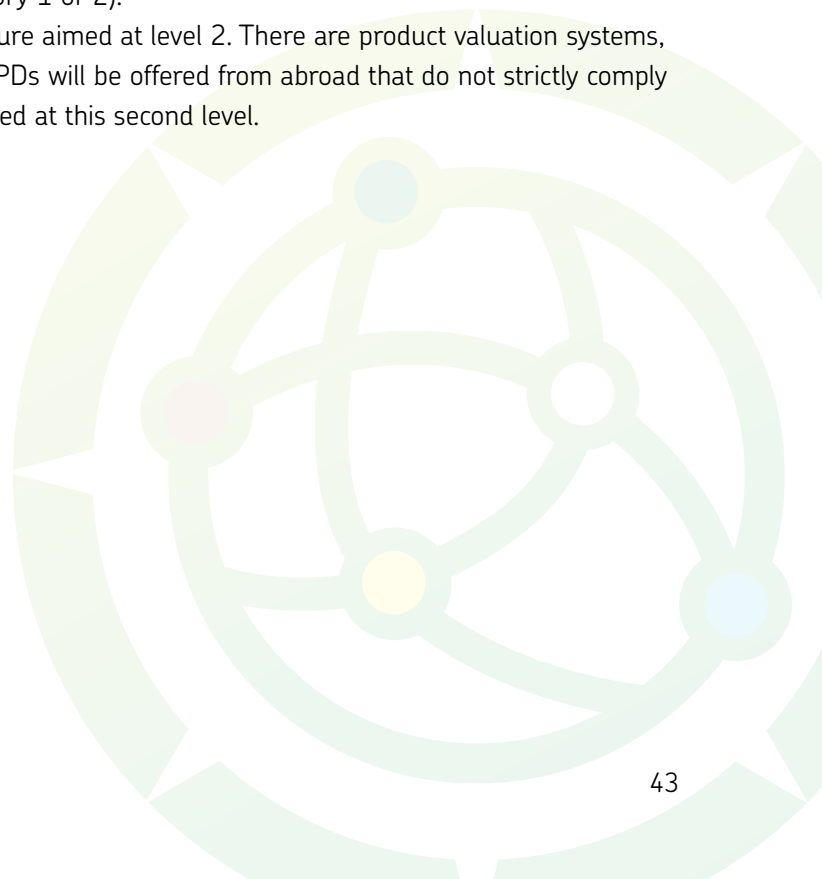 ory 1 or 2).
ure aimed at level 2. There are product valuation systems,
PDs will be offered from abroad that do not strictly comply
ed at this second level.
43